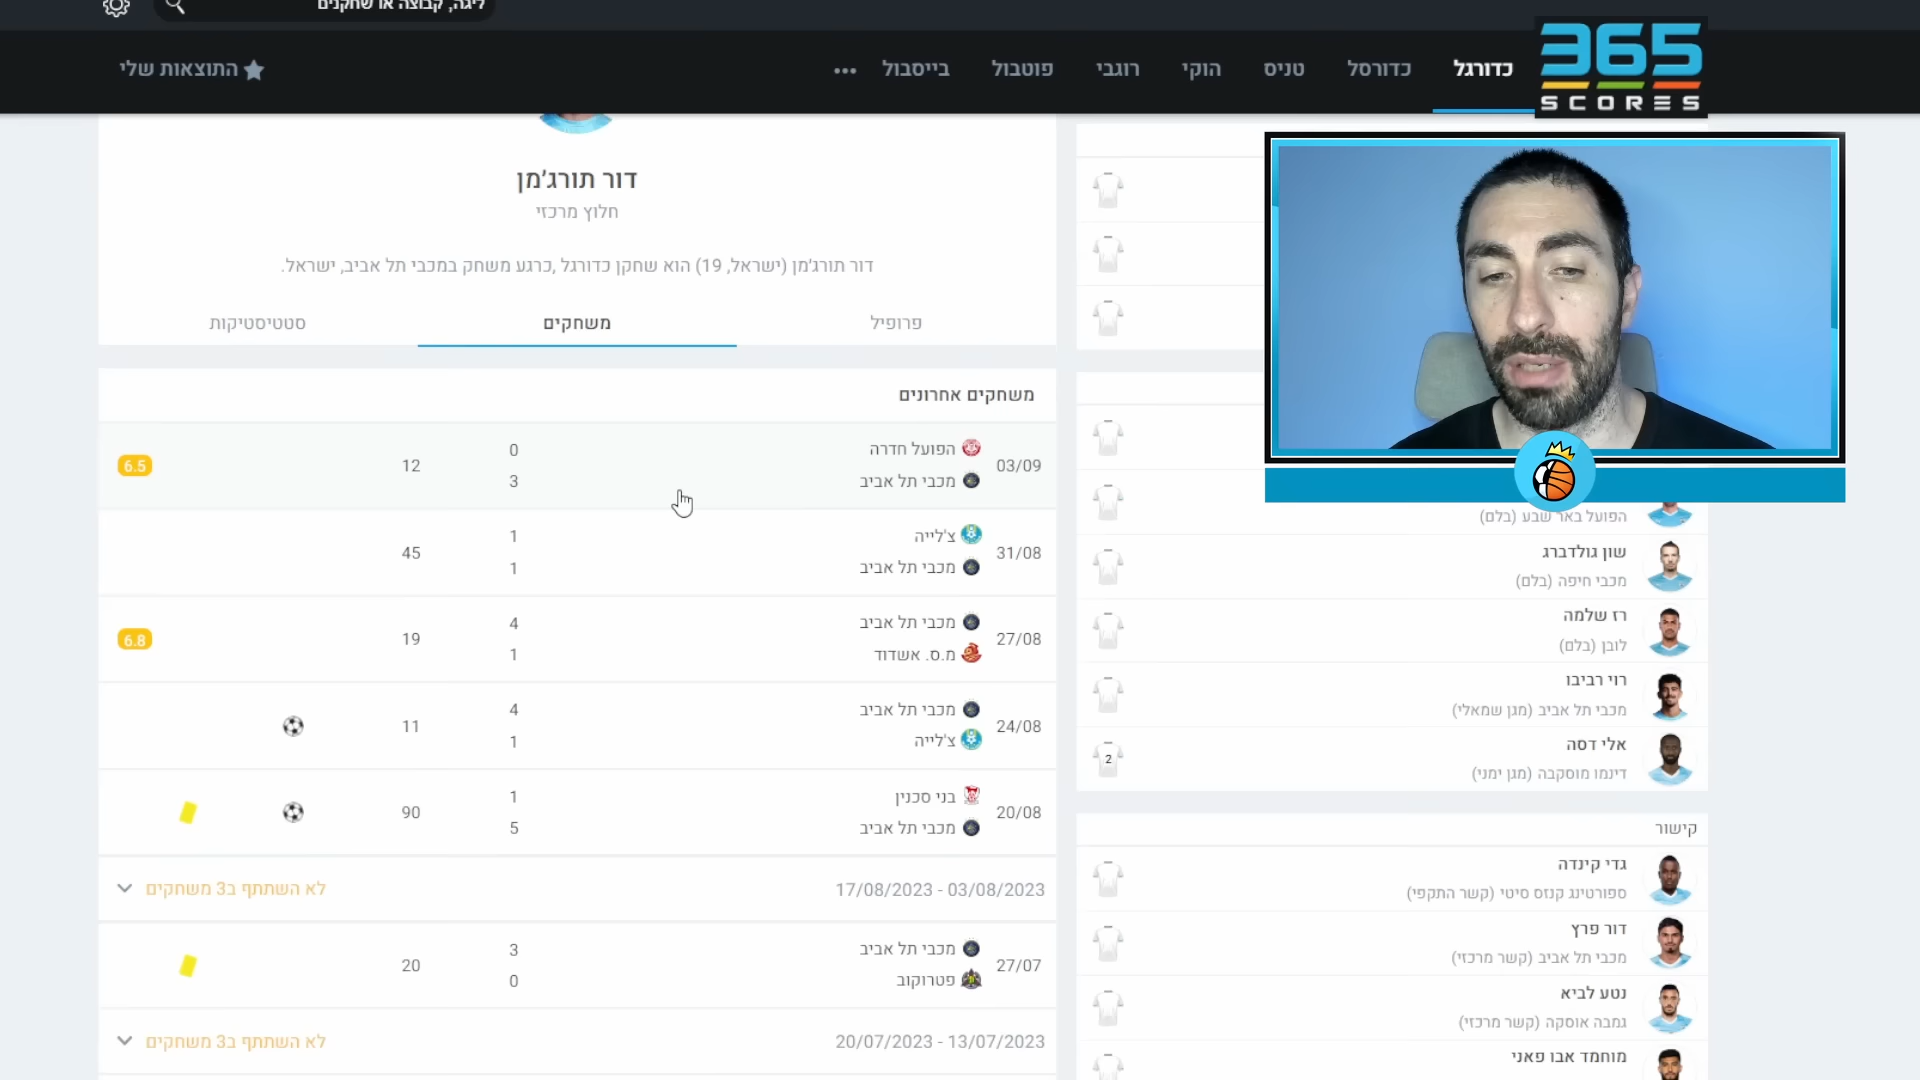 ליגה, קבוצה או שחקנים
365
SCORES
כדורגל
כדורסל
טניס
הוקי
רוגבי
פוטבול
בייסבול
התוצאות שלי
דור תורג'מן
חלוץ מרכזי
דור תורג'מן (ישראל, 19) הוא שחקן כדורגל ,כרגע משחק במכבי תל אביב, ישראל.
פרופיל
משחקים
סטטיסטיקות
משחקים אחרונים
03/09
הפועל חדרה 0
מכבי תל אביב 3
12
6.5
31/08
צ'לייה 1
מכבי תל אביב 1
45
27/08
מכבי תל אביב 4
מ.ס. אשדוד 1
19
6.8
24/08
מכבי תל אביב 4
צ'לייה 1
11
20/08
בני סכנין 1
מכבי תל אביב 5
90
17/08/2023 - 03/08/2023
לא השתתף ב3 משחקים
27/07
מכבי תל אביב 3
פטרוקוב 0
20
20/07/2023 - 13/07/2023
לא השתתף ב3 משחקים
הפועל באר שבע (בלם)
שון גולדברג
מכבי חיפה (בלם)
רז שלמה
לובן (בלם)
רוי רביבו
מכבי תל אביב (מגן שמאלי)
אלי דסה
דינמו מוסקבה (מגן ימני)
2
קישור
גדי קינדה
ספורטינג קנזס סיטי (קשר התקפי)
דור פרץ
מכבי תל אביב (קשר מרכזי)
נטע לביא
גמבה אוסקה (קשר מרכזי)
מוחמד אבו פאני